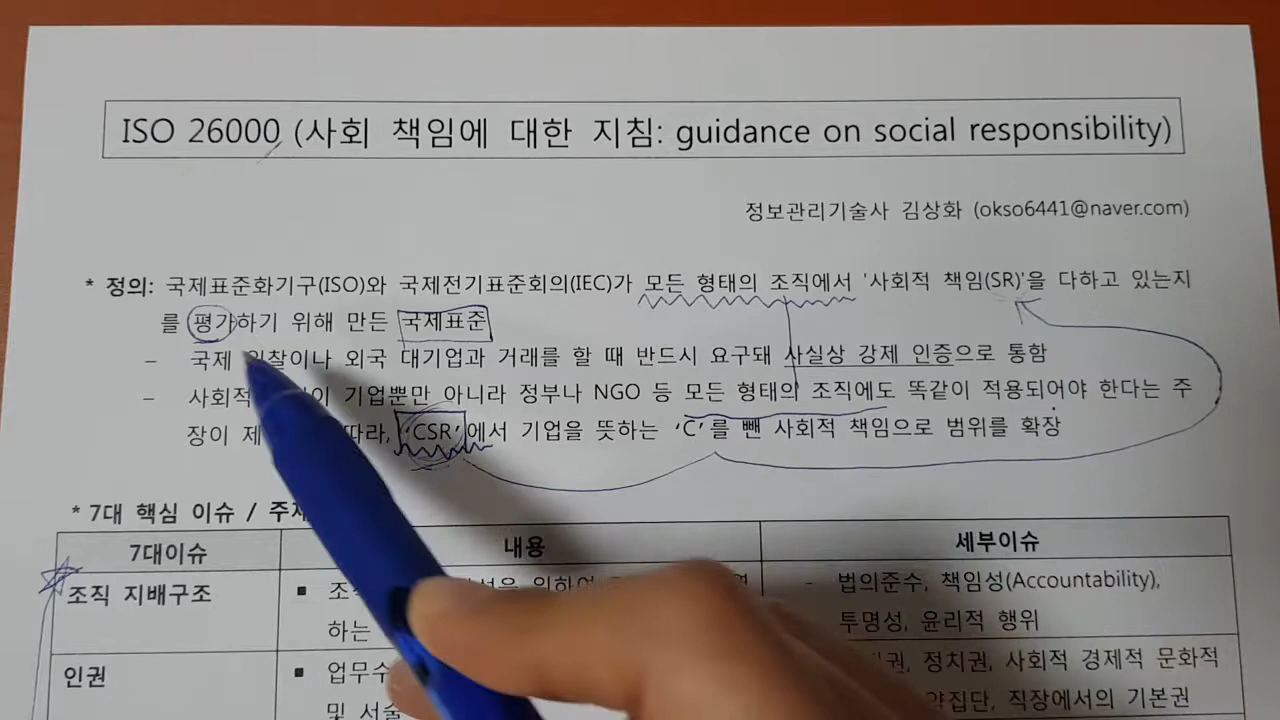 ISO 26000 (사회 책임에 대한 지침: guidance on social responsibility)
정보관리기술사 김상화 (okso6441@naver.com)
* 정의: 국제표준화기구(ISO)와 국제전기표준회의(IEC)가 모든 형태의 조직에서 '사회적 책임(SR)'을 다하고 있는지
를 평가하기 위해 만든 국제표준
– 국제 입찰이나 외국 대기업과 거래를 할 때 반드시 요구돼 사실상 강제 인증으로 통함
– 사회적 기업뿐만 아니라 정부나 NGO 등 모든 형태의 조직에도 똑같이 적용되어야 한다는 주
장이 따라, 'CSR'에서 기업을 뜻하는 'C'를 뺀 사회적 책임으로 범위를 확장
* 7대 핵심 이슈 /
7대이슈 내용 세부이슈
조직 지배구조 ▪ 위하여 – 법의준수, 책임성(Accountability),
하는 투명성, 윤리적 행위
인권 ▪ 정치권, 사회적 경제적 문화적
및 직장에서의 기본권